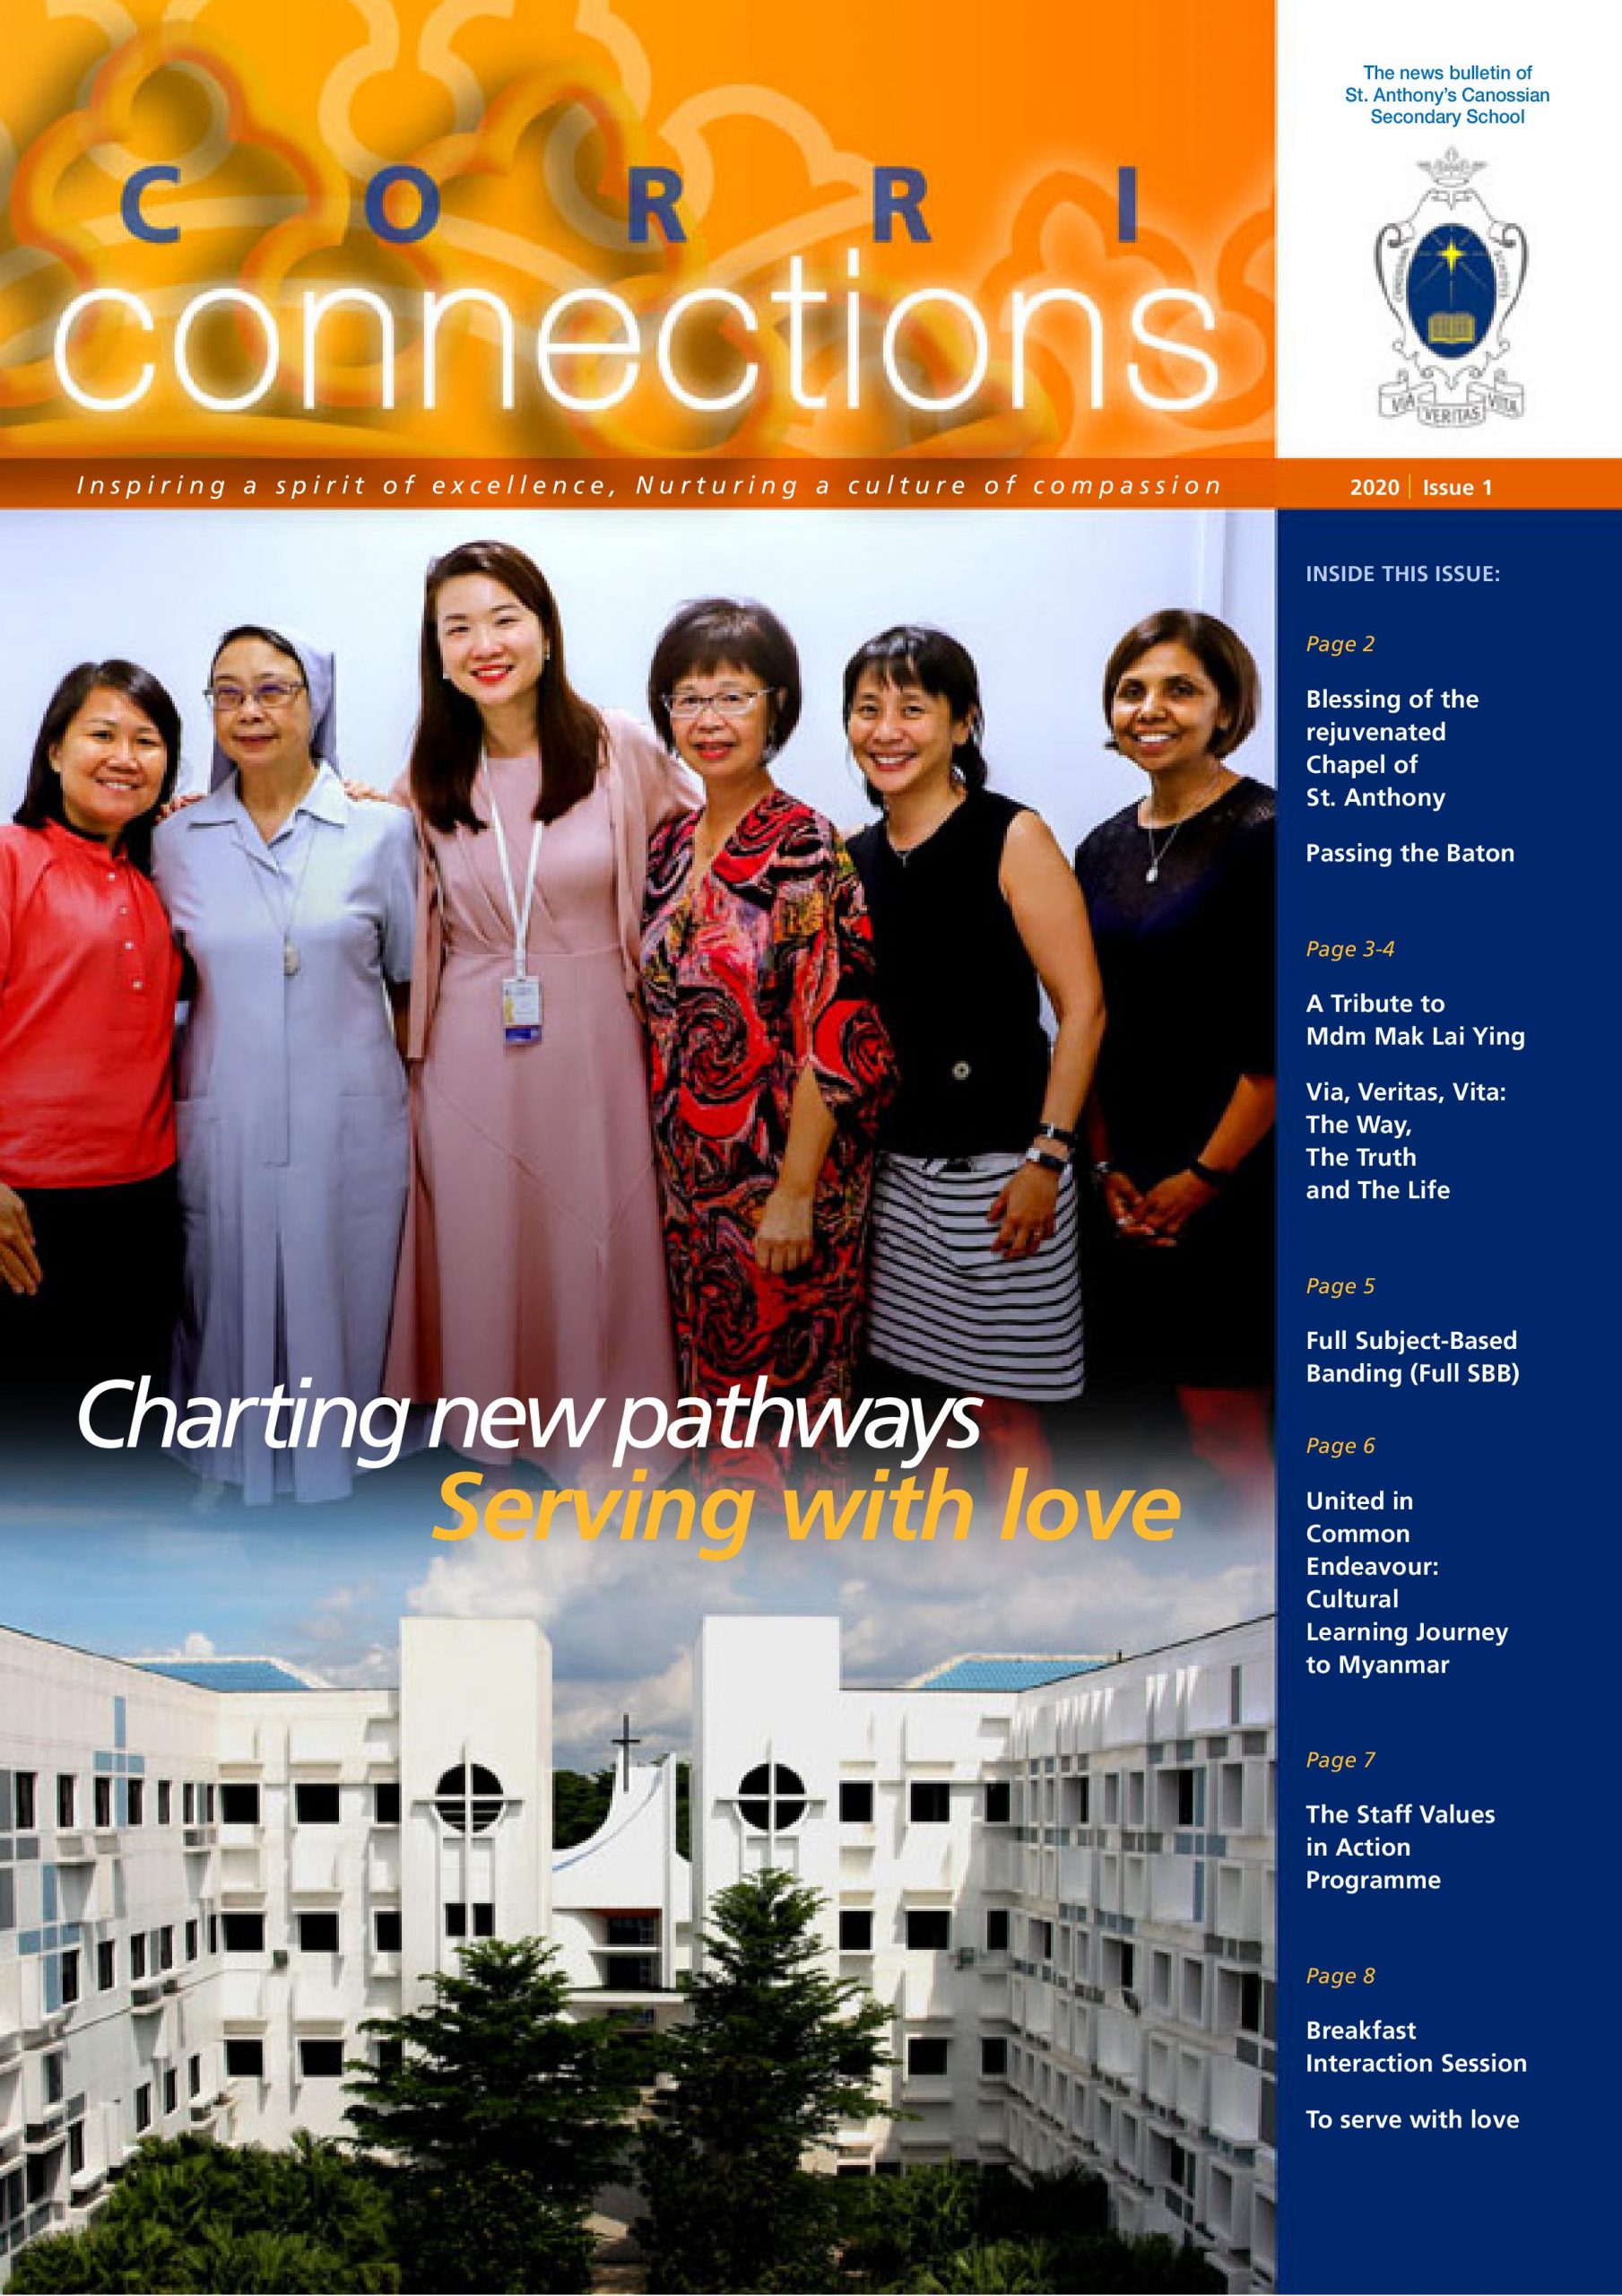 CORRI
connections
Inspiring a spirit of excellence, Nurturing a culture of compassion
The news bulletin of
St. Anthony's Canossian
Secondary School
VIA VERITAS VITA
2020 | Issue 1
Charting new pathways
Serving with love
INSIDE THIS ISSUE:
Page 2
Blessing of the
rejuvenated
Chapel of
St. Anthony
Passing the Baton
Page 3-4
A Tribute to
Mdm Mak Lai Ying
Via, Veritas, Vita:
The Way,
The Truth
and The Life
Page 5
Full Subject-Based
Banding (Full SBB)
Page 6
United in
Common
Endeavour:
Cultural
Learning Journey
to Myanmar
Page 7
The Staff Values
in Action
Programme
Page 8
Breakfast
Interaction Session
To serve with love